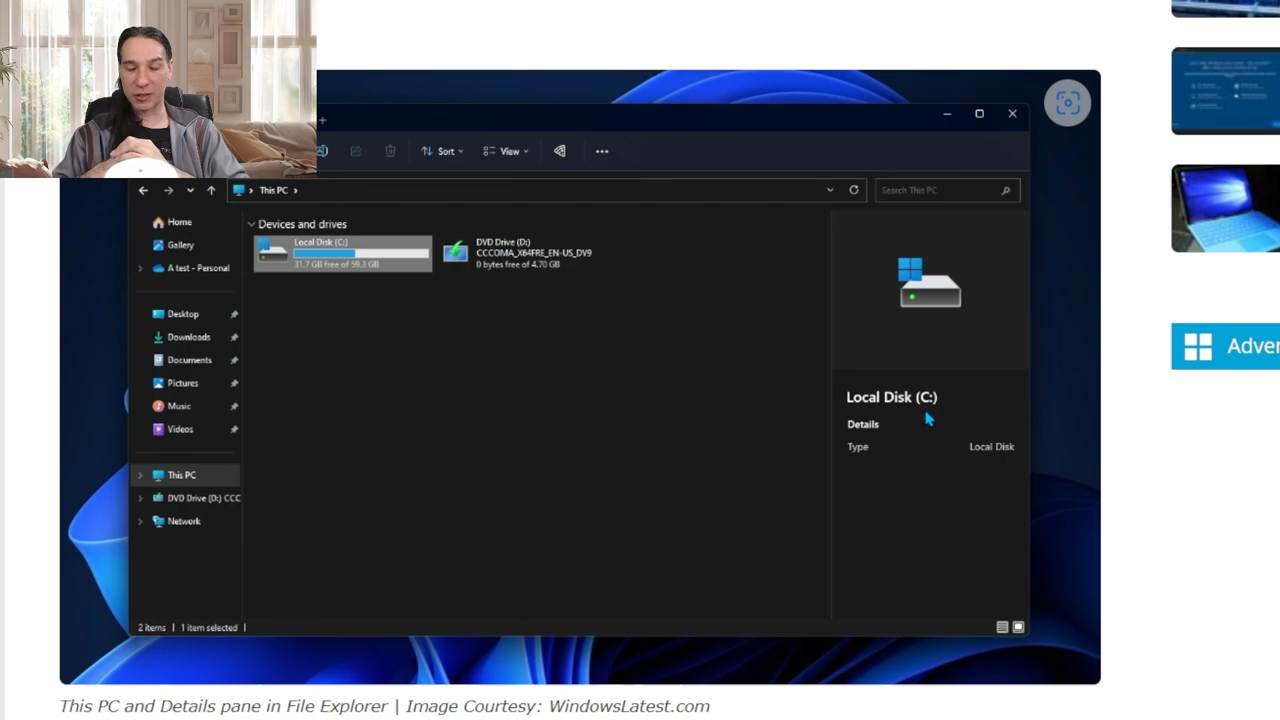 Sort
View
This PC
Search This PC
Home
Gallery
A test - Personal
Desktop
Downloads
Documents
Pictures
Music
Videos
This PC
DVD Drive (D:) CCC
Network
Devices and drives
Local Disk (C:)
31.7 GB free of 59.3 GB
DVD Drive (D:)
CCCOMA_X64FRE_EN-US_DV9
0 bytes free of 4.70 GB
Local Disk (C:)
Details
Type Local Disk
2 items 1 item selected
Adver
This PC and Details pane in File Explorer | Image Courtesy: WindowsLatest.com